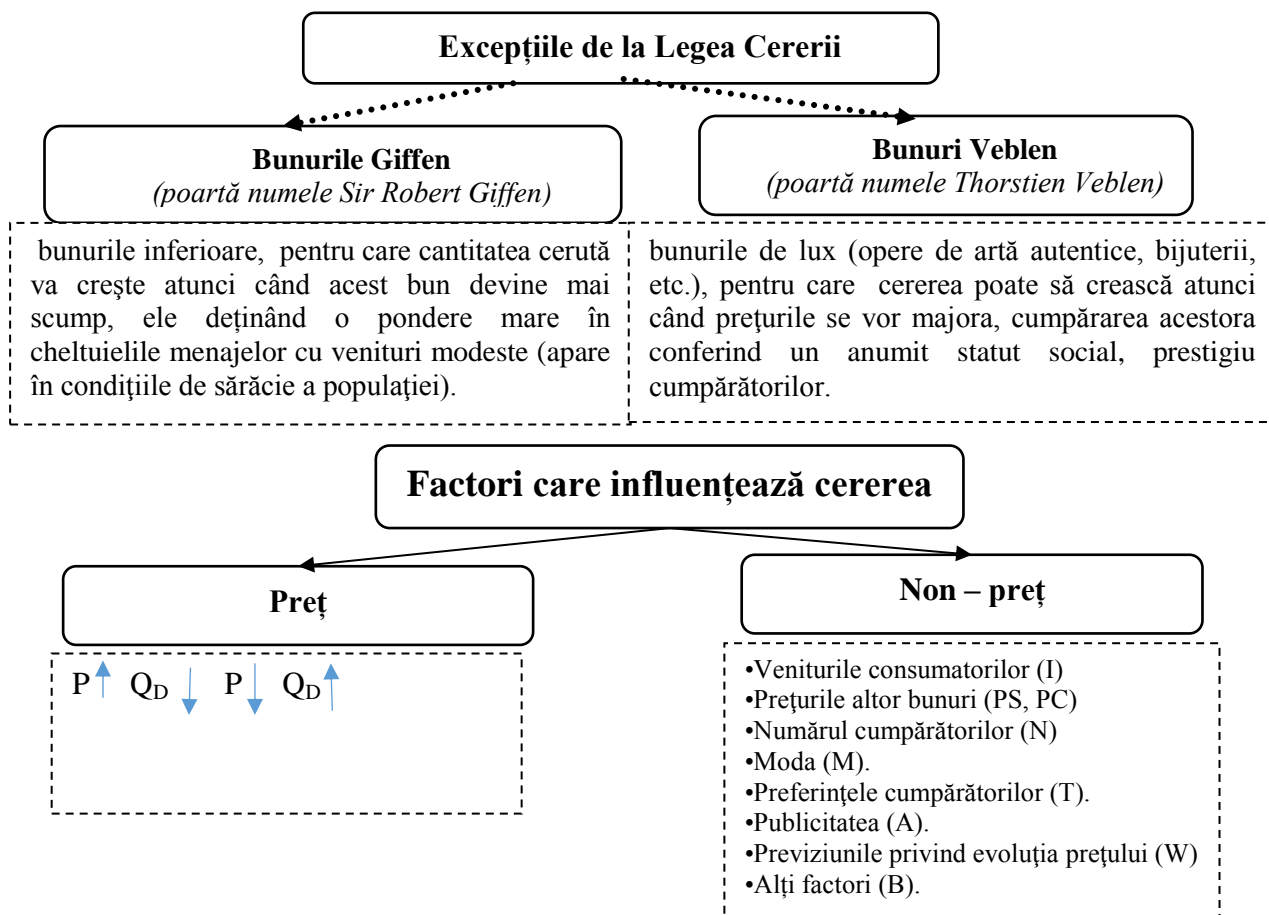 Excepțiile de la Legea Cererii
Bunurile Giffen
(poartă numele Sir Robert Giffen)
bunurile inferioare, pentru care cantitatea cerută
va creşte atunci când acest bun devine mai
scump, ele deținând o pondere mare în
cheltuielile menajelor cu venituri modeste (apare
în condiţiile de sărăcie a populaţiei).
Bunuri Veblen
(poartă numele Thorstien Veblen)
bunurile de lux (opere de artă autentice, bijuterii,
etc.), pentru care cererea poate să crească atunci
când preţurile se vor majora, cumpărarea acestora
conferind un anumit statut social, prestigiu
cumpărătorilor.
Factori care influențează cererea
Preț
P↑ QD ↓ P↓ QD↑
Non – preț
•Veniturile consumatorilor (I)
•Preţurile altor bunuri (PS, PC)
•Numărul cumpărătorilor (N)
•Moda (M).
•Preferinţele cumpărătorilor (T).
•Publicitatea (A).
•Previziunile privind evoluţia preţului (W)
•Alți factori (B).